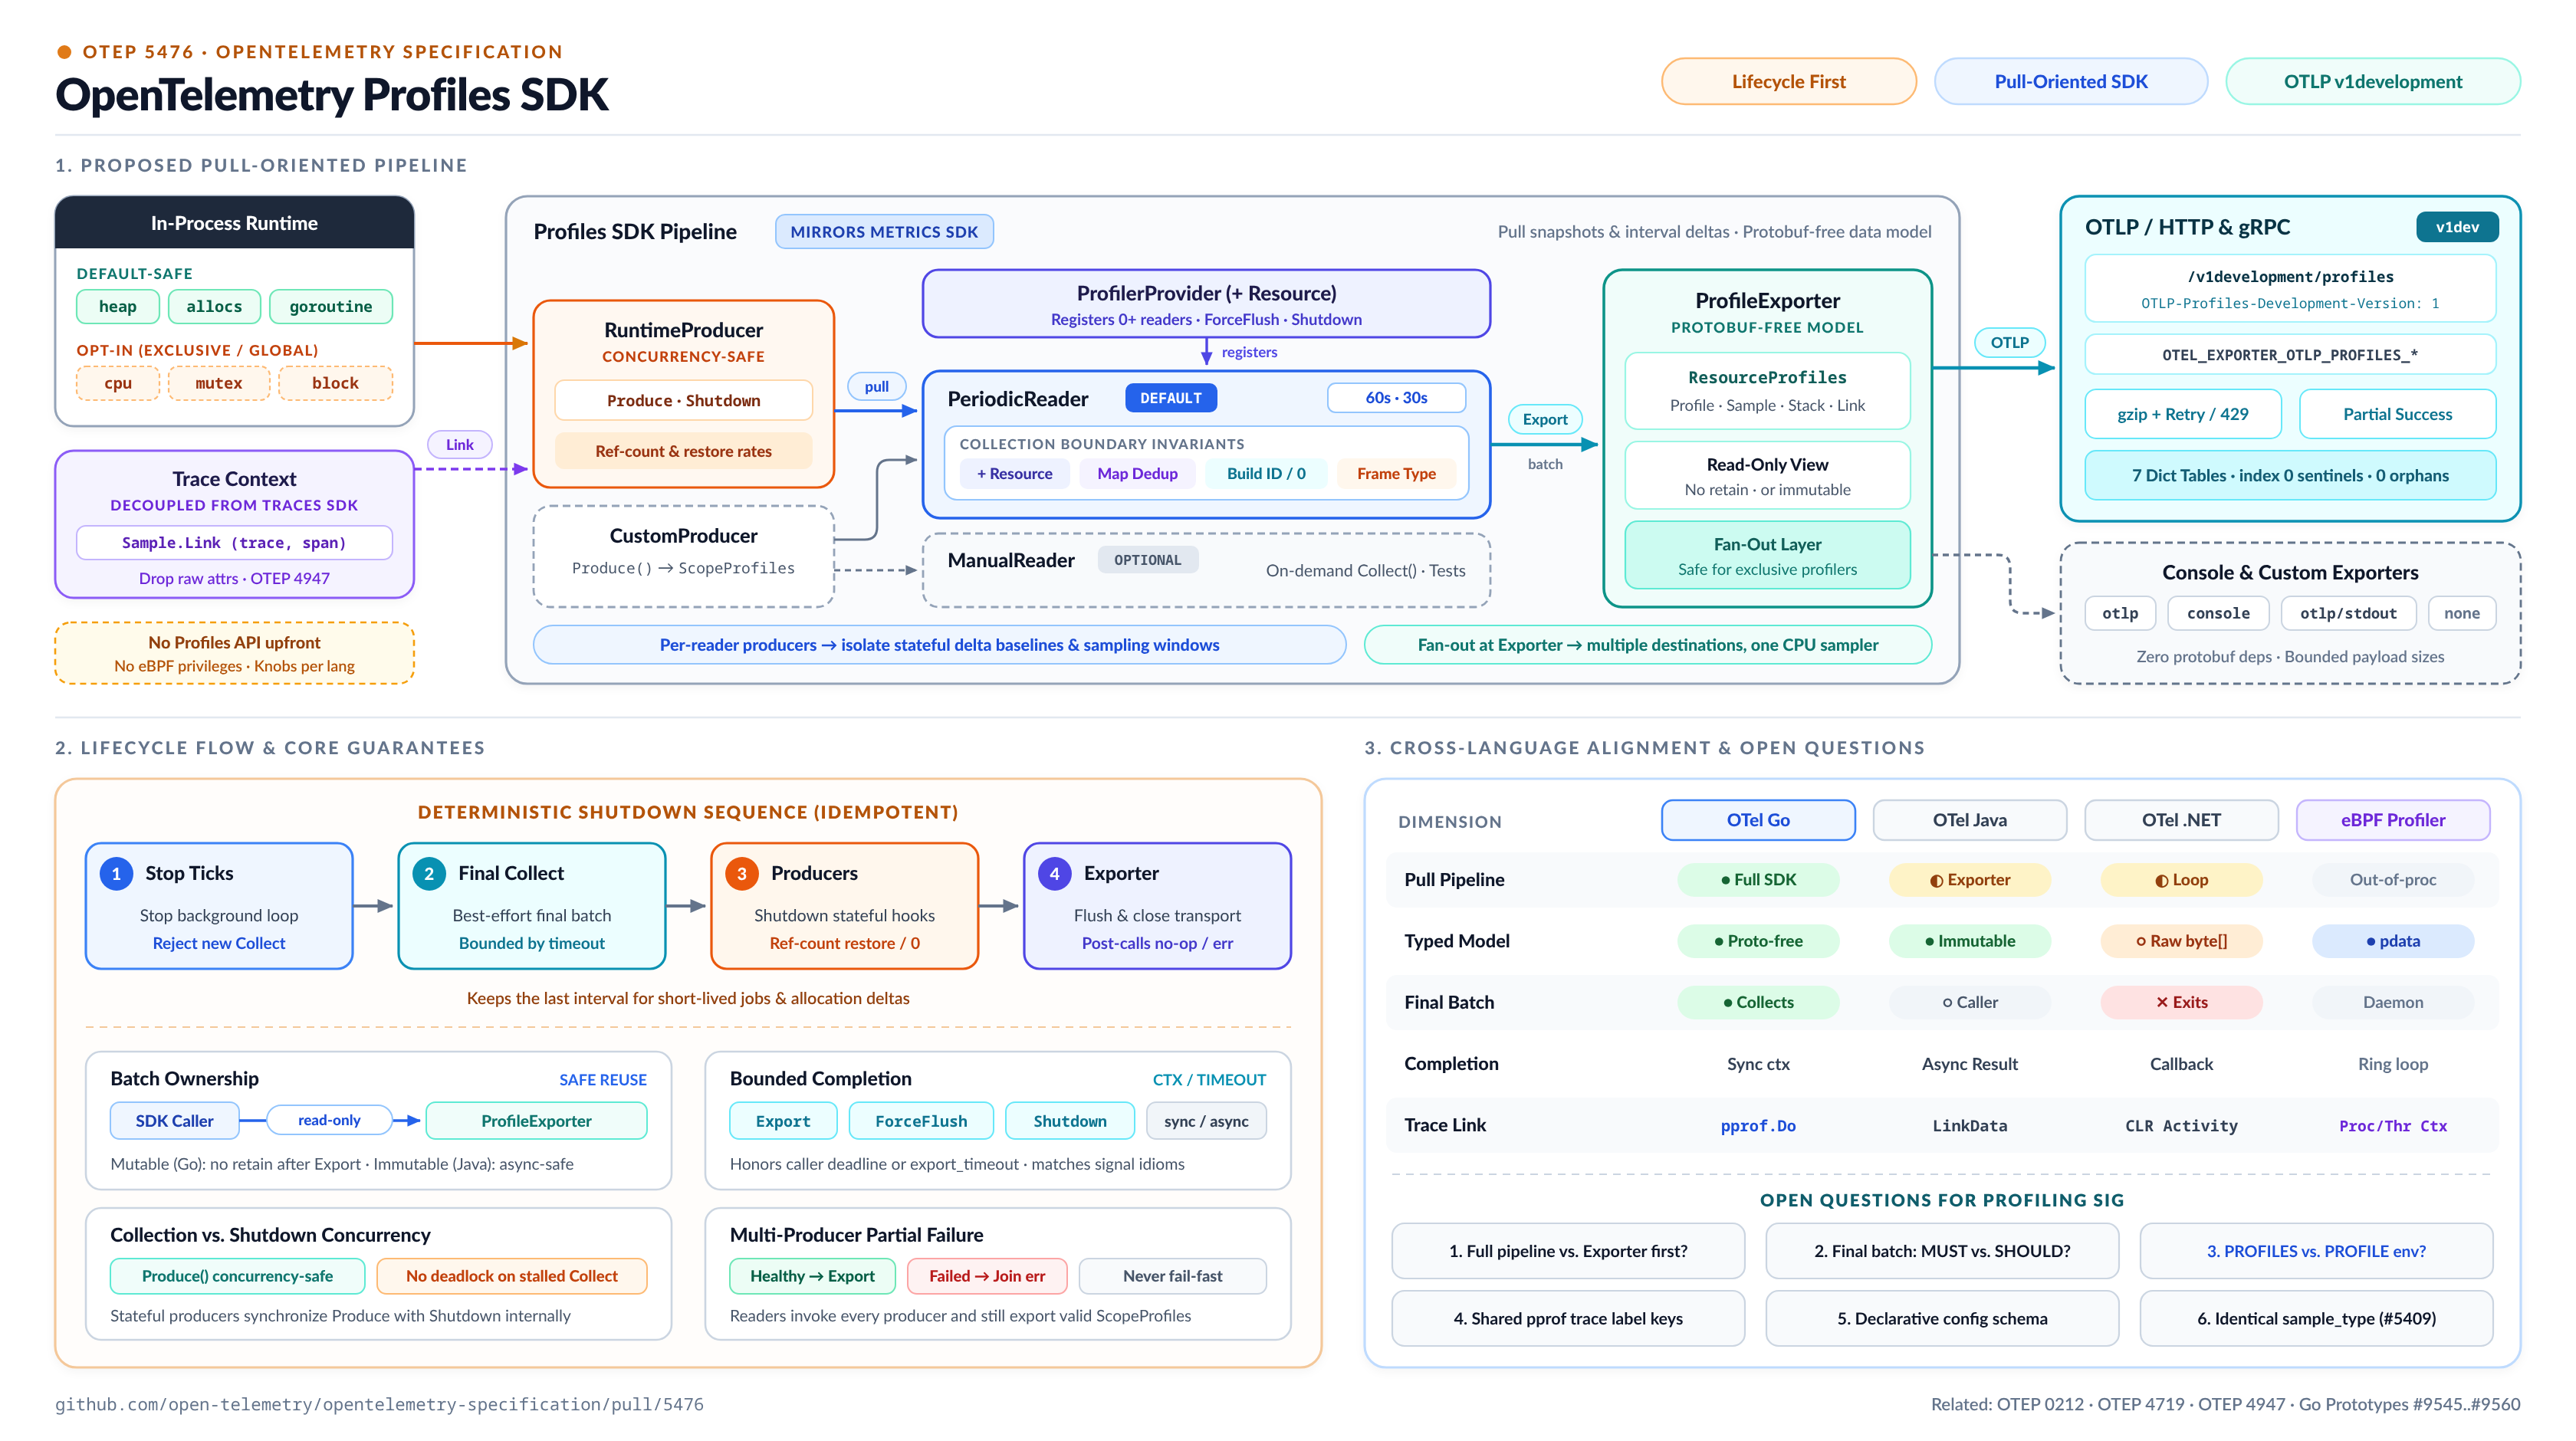 OTEP 5476 · OPENTELEMETRY SPECIFICATION
OpenTelemetry Profiles SDK
Lifecycle First
Pull-Oriented SDK
OTLP v1development
1. PROPOSED PULL-ORIENTED PIPELINE
In-Process Runtime
DEFAULT-SAFE
heap
allocs
goroutine
OPT-IN (EXCLUSIVE / GLOBAL)
cpu
mutex
block
Link
Trace Context
DECOUPLED FROM TRACES SDK
Sample.Link (trace, span)
Drop raw attrs · OTEP 4947
No Profiles API upfront
No eBPF privileges · Knobs per lang
Profiles SDK Pipeline
MIRRORS METRICS SDK
Pull snapshots & interval deltas · Protobuf-free data model
RuntimeProducer
CONCURRENCY-SAFE
Produce · Shutdown
Ref-count & restore rates
CustomProducer
Produce() → ScopeProfiles
pull
ProfilerProvider (+ Resource)
Registers 0+ readers · ForceFlush · Shutdown
registers
PeriodicReader
DEFAULT
60s · 30s
COLLECTION BOUNDARY INVARIANTS
+ Resource
Map Dedup
Build ID / 0
Frame Type
ManualReader
OPTIONAL
On-demand Collect() · Tests
Export
batch
ProfileExporter
PROTOBUF-FREE MODEL
ResourceProfiles
Profile · Sample · Stack · Link
Read-Only View
No retain · or immutable
Fan-Out Layer
Safe for exclusive profilers
Per-reader producers → isolate stateful delta baselines & sampling windows
Fan-out at Exporter → multiple destinations, one CPU sampler
OTLP
OTLP / HTTP & gRPC
v1dev
/v1development/profiles
OTLP-Profiles-Development-Version: 1
OTEL_EXPORTER_OTLP_PROFILES_*
gzip + Retry / 429
Partial Success
7 Dict Tables · index 0 sentinels · 0 orphans
Console & Custom Exporters
otlp
console
otlp/stdout
none
Zero protobuf deps · Bounded payload sizes
2. LIFECYCLE FLOW & CORE GUARANTEES
DETERMINISTIC SHUTDOWN SEQUENCE (IDEMPOTENT)
1 Stop Ticks
Stop background loop
Reject new Collect
2 Final Collect
Best-effort final batch
Bounded by timeout
3 Producers
Shutdown stateful hooks
Ref-count restore / 0
4 Exporter
Flush & close transport
Post-calls no-op / err
Keeps the last interval for short-lived jobs & allocation deltas
Batch Ownership
SAFE REUSE
SDK Caller
read-only
ProfileExporter
Mutable (Go): no retain after Export · Immutable (Java): async-safe
Bounded Completion
CTX / TIMEOUT
Export
ForceFlush
Shutdown
sync / async
Honors caller deadline or export_timeout · matches signal idioms
Collection vs. Shutdown Concurrency
Produce() concurrency-safe
No deadlock on stalled Collect
Stateful producers synchronize Produce with Shutdown internally
Multi-Producer Partial Failure
Healthy → Export
Failed → Join err
Never fail-fast
Readers invoke every producer and still export valid ScopeProfiles
3. CROSS-LANGUAGE ALIGNMENT & OPEN QUESTIONS
DIMENSION
OTel Go
OTel Java
OTel .NET
eBPF Profiler
Pull Pipeline
● Full SDK
◐ Exporter
◐ Loop
Out-of-proc
Typed Model
● Proto-free
● Immutable
○ Raw byte[]
● pdata
Final Batch
● Collects
○ Caller
✕ Exits
Daemon
Completion
Sync ctx
Async Result
Callback
Ring loop
Trace Link
pprof.Do
LinkData
CLR Activity
Proc/Thr Ctx
OPEN QUESTIONS FOR PROFILING SIG
1. Full pipeline vs. Exporter first?
2. Final batch: MUST vs. SHOULD?
3. PROFILES vs. PROFILE env?
4. Shared pprof trace label keys
5. Declarative config schema
6. Identical sample_type (#5409)
github.com/open-telemetry/opentelemetry-specification/pull/5476
Related: OTEP 0212 · OTEP 4719 · OTEP 4947 · Go Prototypes #9545..#9560